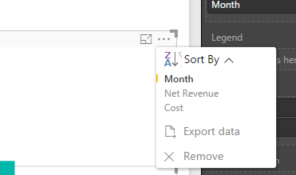 Month
Legend
Sort By
Month
Net Revenue
Cost
Export data
Remove